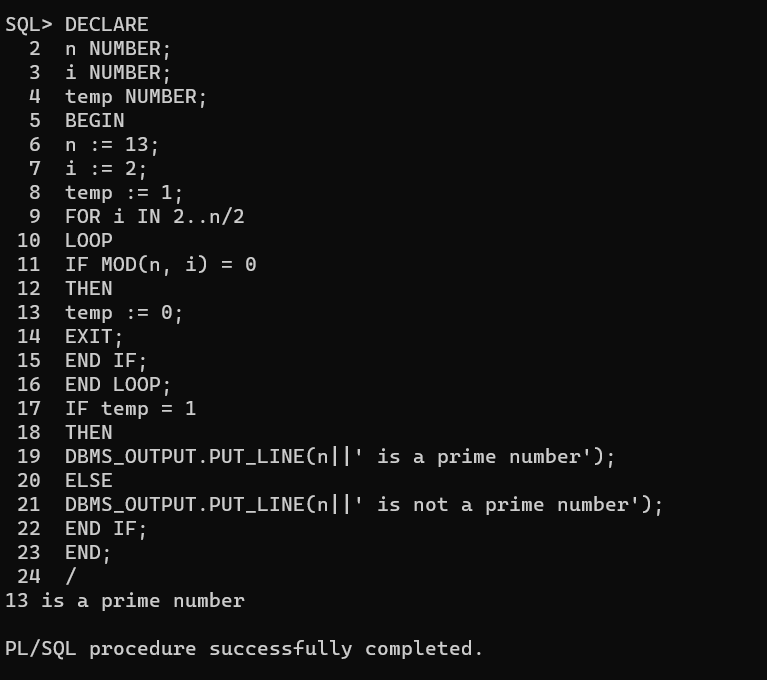 SQL> DECLARE
  2  n NUMBER;
  3  i NUMBER;
  4  temp NUMBER;
  5  BEGIN
  6  n := 13;
  7  i := 2;
  8  temp := 1;
  9  FOR i IN 2..n/2
 10  LOOP
 11  IF MOD(n, i) = 0
 12  THEN
 13  temp := 0;
 14  EXIT;
 15  END IF;
 16  END LOOP;
 17  IF temp = 1
 18  THEN
 19  DBMS_OUTPUT.PUT_LINE(n||' is a prime number');
 20  ELSE
 21  DBMS_OUTPUT.PUT_LINE(n||' is not a prime number');
 22  END IF;
 23  END;
 24  /
13 is a prime number
PL/SQL procedure successfully completed.